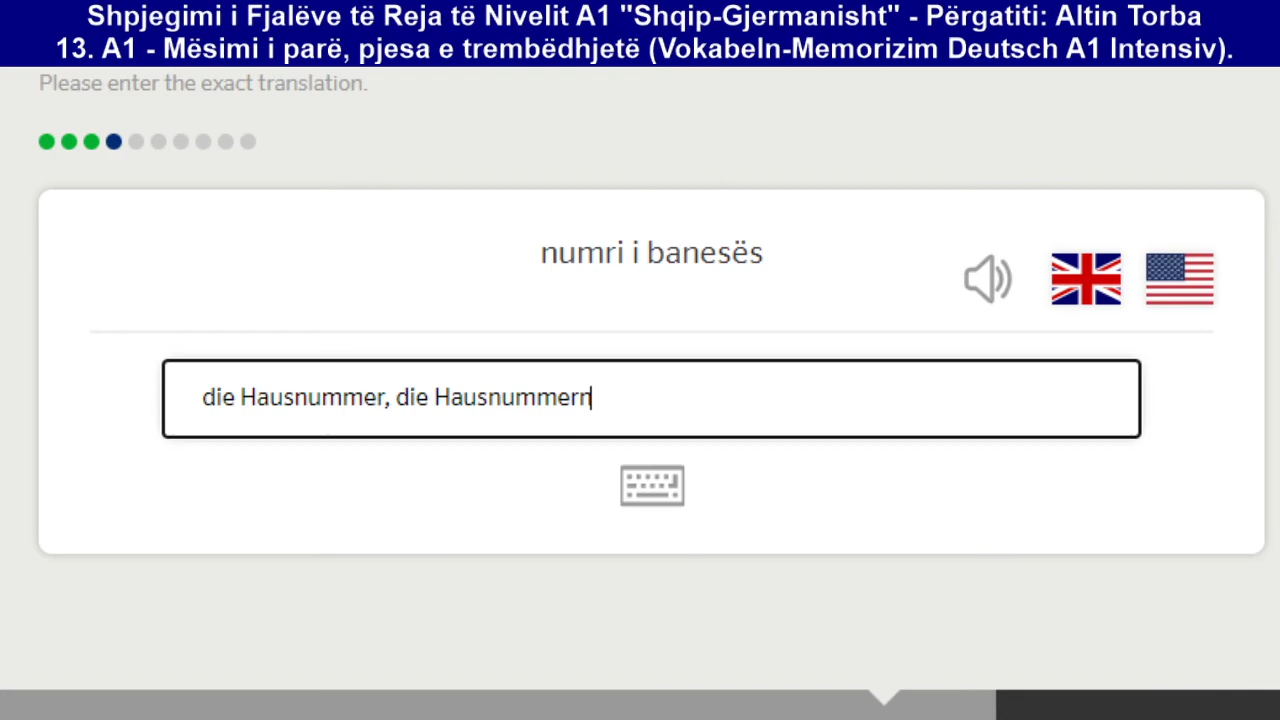 Shpjegimi i Fjalëve të Reja të Nivelit A1 "Shqip-Gjermanisht" - Përgatiti: Altin Torba
13. A1 - Mësimi i parë, pjesa e trembëdhjetë (Vokabeln-Memorizim Deutsch A1 Intensiv).
Please enter the exact translation.
numri i banesës
die Hausnummer, die Hausnummern